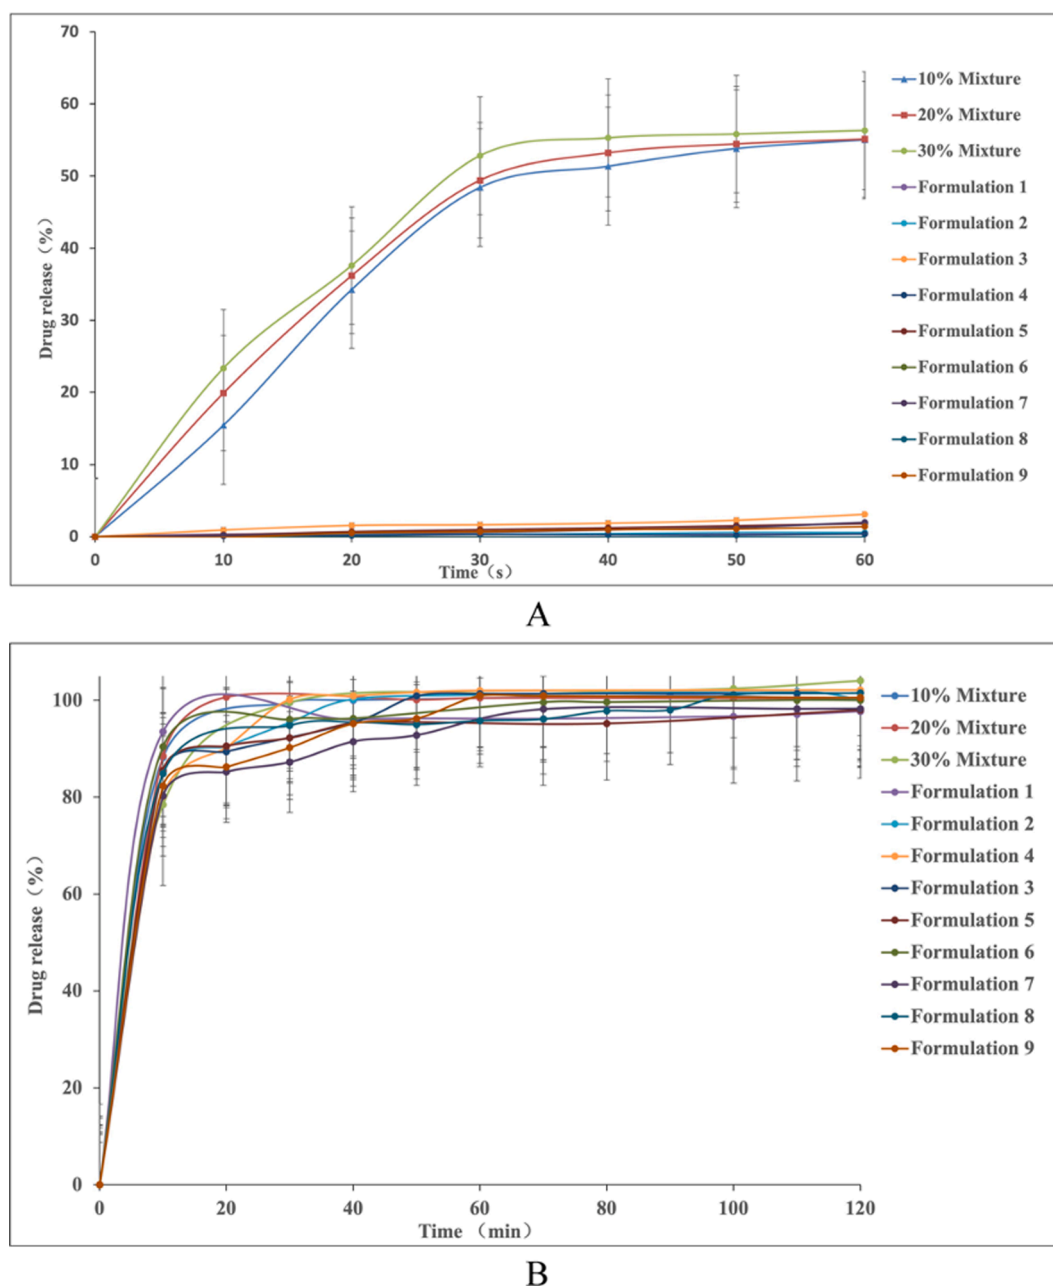 70
60
50
40
30
20
10
0
Drug release（%）
0 10 20 30 40 50 60
Time（s）
10% Mixture
20% Mixture
30% Mixture
Formulation 1
Formulation 2
Formulation 3
Formulation 4
Formulation 5
Formulation 6
Formulation 7
Formulation 8
Formulation 9
A
100
80
60
40
20
0
Drug release（%）
0 20 40 60 80 100 120
Time（min）
10% Mixture
20% Mixture
30% Mixture
Formulation 1
Formulation 2
Formulation 4
Formulation 3
Formulation 5
Formulation 6
Formulation 7
Formulation 8
Formulation 9
B